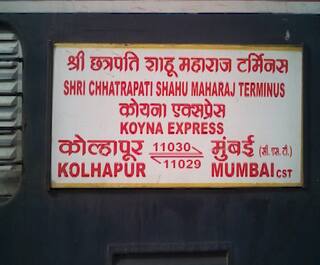 श्री छत्रपति शाहू महाराज टर्मिनस
SHRI CHHATRAPATI SHAHU MAHARAJ TERMINUS
कोयना एक्सप्रेस
KOYNA EXPRESS
कोल्हापूर 11030 मुंबई (सी. एस. टी.)
KOLHAPUR 11029 MUMBAI CST